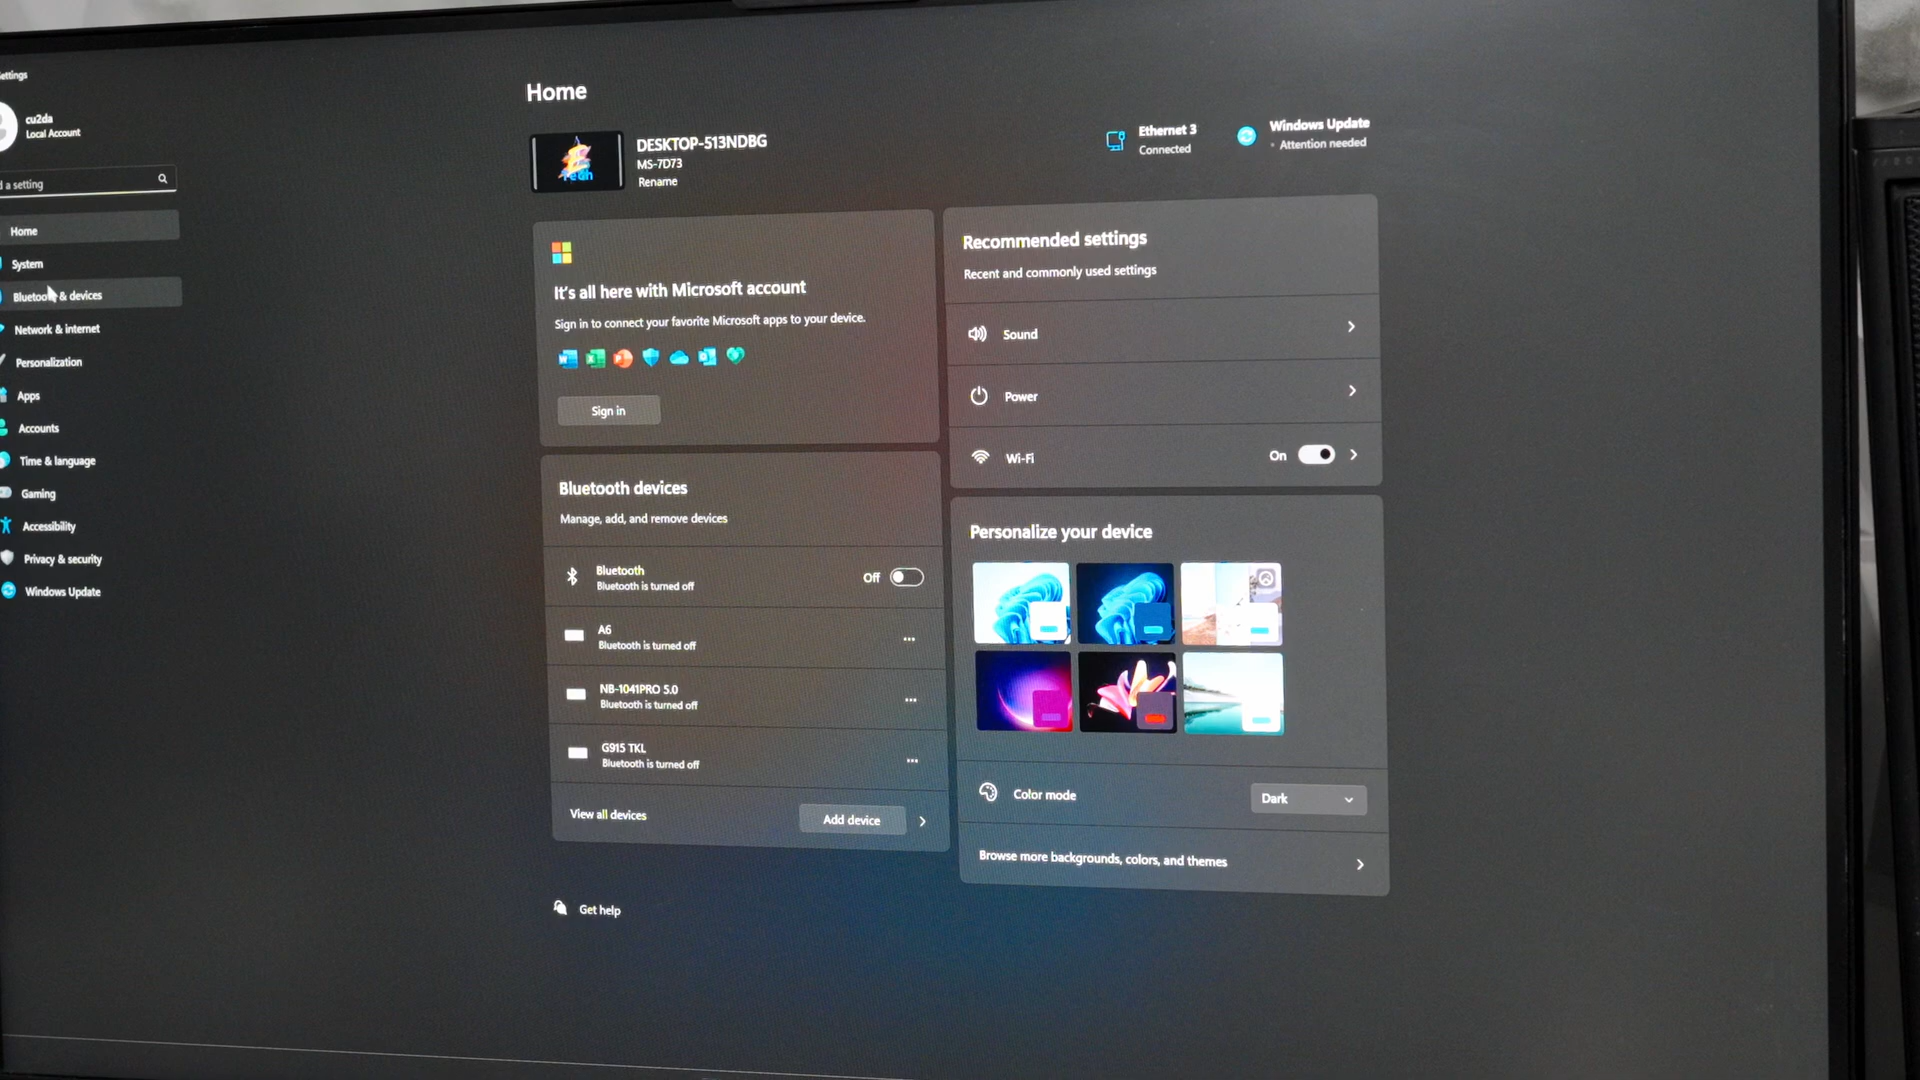 ettings
cu2da
Local Account
d a setting
Home
System
Bluetooth & devices
Network & internet
Personalization
Apps
Accounts
Time & language
Gaming
Accessibility
Privacy & security
Windows Update
Home
Tech
DESKTOP-513NDBG
MS-7D73
Rename
Ethernet 3
Connected
Windows Update
• Attention needed
It's all here with Microsoft account
Sign in to connect your favorite Microsoft apps to your device.
Sign in
Bluetooth devices
Manage, add, and remove devices
Bluetooth
Bluetooth is turned off
Off
A6
Bluetooth is turned off
NB-1041PRO 5.0
Bluetooth is turned off
G915 TKL
Bluetooth is turned off
View all devices
Add device
Get help
Recommended settings
Recent and commonly used settings
Sound
Power
Wi-Fi
On
Personalize your device
Color mode
Dark
Browse more backgrounds, colors, and themes